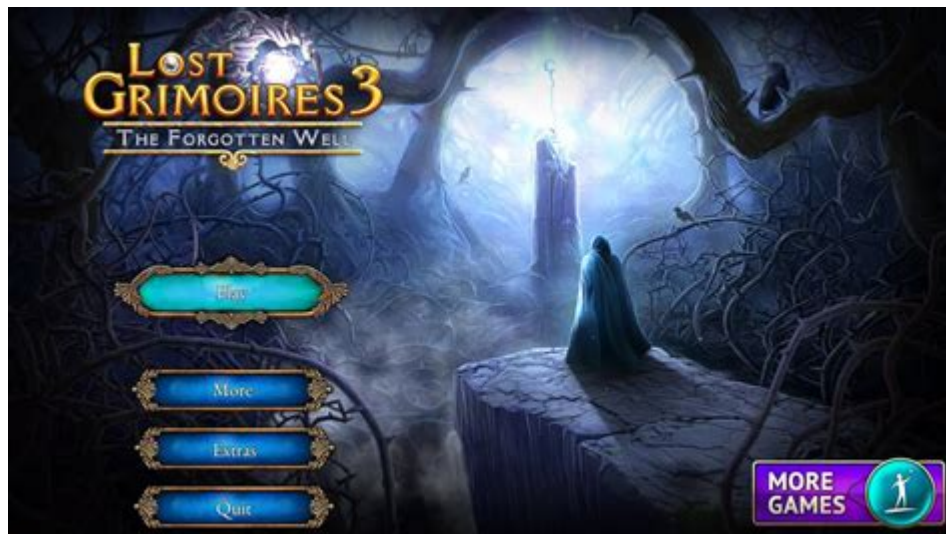 LOST
GRIMOIRES 3
THE FORGOTTEN WELL
Play
More
Extras
Quit
MORE
GAMES